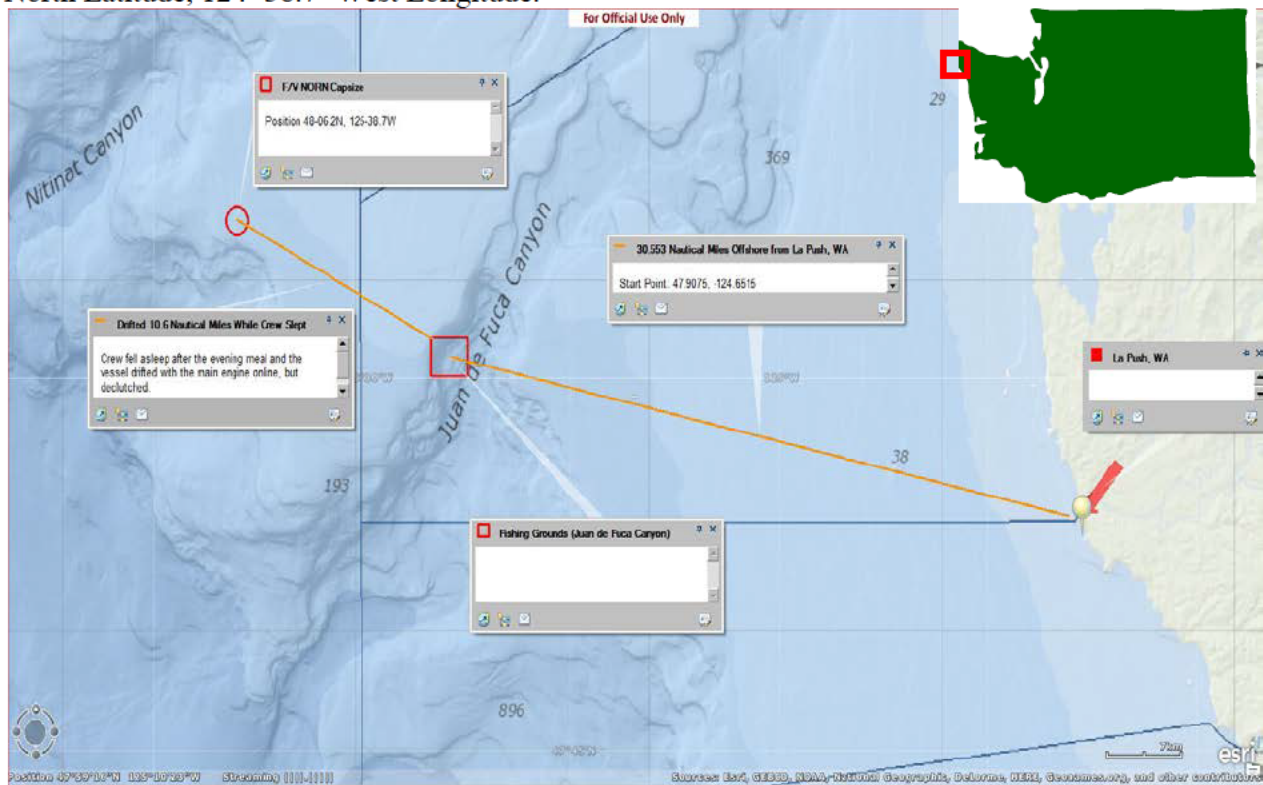 North Latitude, 124° 38.7' West Longitude.
For Official Use Only
29
F/V NORN Capsize
Position 48-06.2N, 125-38.7W
369
Nitinat Canyon
Juan de Fuca Canyon
30.553 Nautical Miles Offshore from La Push, WA
Start Point: 47.9075, -124.6515
Drifted 10.6 Nautical Miles While Crew Slept
Crew fell asleep after the evening meal and the
vessel drifted with the main engine online, but
declutched.
La Push, WA
38
193
Fishing Grounds (Juan de Fuca Canyon)
896
7km
esri
Streaming
Sources: Esri, GEBCO, NOAA, National Geographic, DeLorme, HERE, Geonames.org, and other contributors